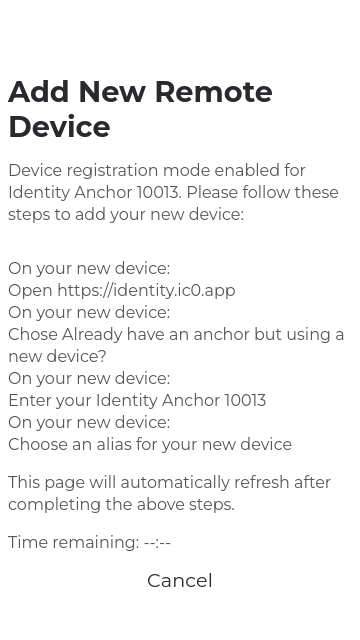 Add New Remote
Device
Device registration mode enabled for
Identity Anchor 10013. Please follow these
steps to add your new device:
On your new device:
Open https://identity.ic0.app
On your new device:
Chose Already have an anchor but using a
new device?
On your new device:
Enter your Identity Anchor 10013
On your new device:
Choose an alias for your new device
This page will automatically refresh after
completing the above steps.
Time remaining: --:--
Cancel